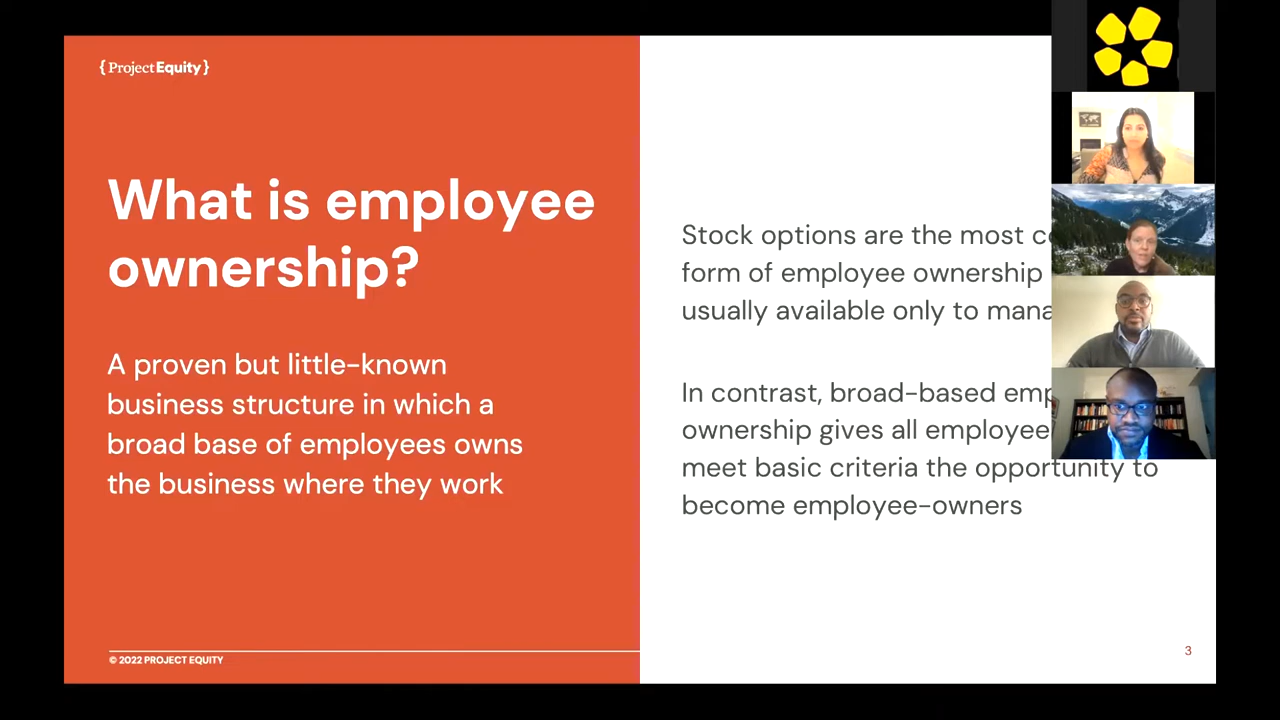 {ProjectEquity}
What is employee
ownership?
A proven but little-known
business structure in which a
broad base of employees owns
the business where they work
© 2022 PROJECT EQUITY
Stock options are the most
form of employee ownership
usually available only to
In contrast, broad-based
ownership gives all
meet basic criteria the opportunity to
become employee-owners
3